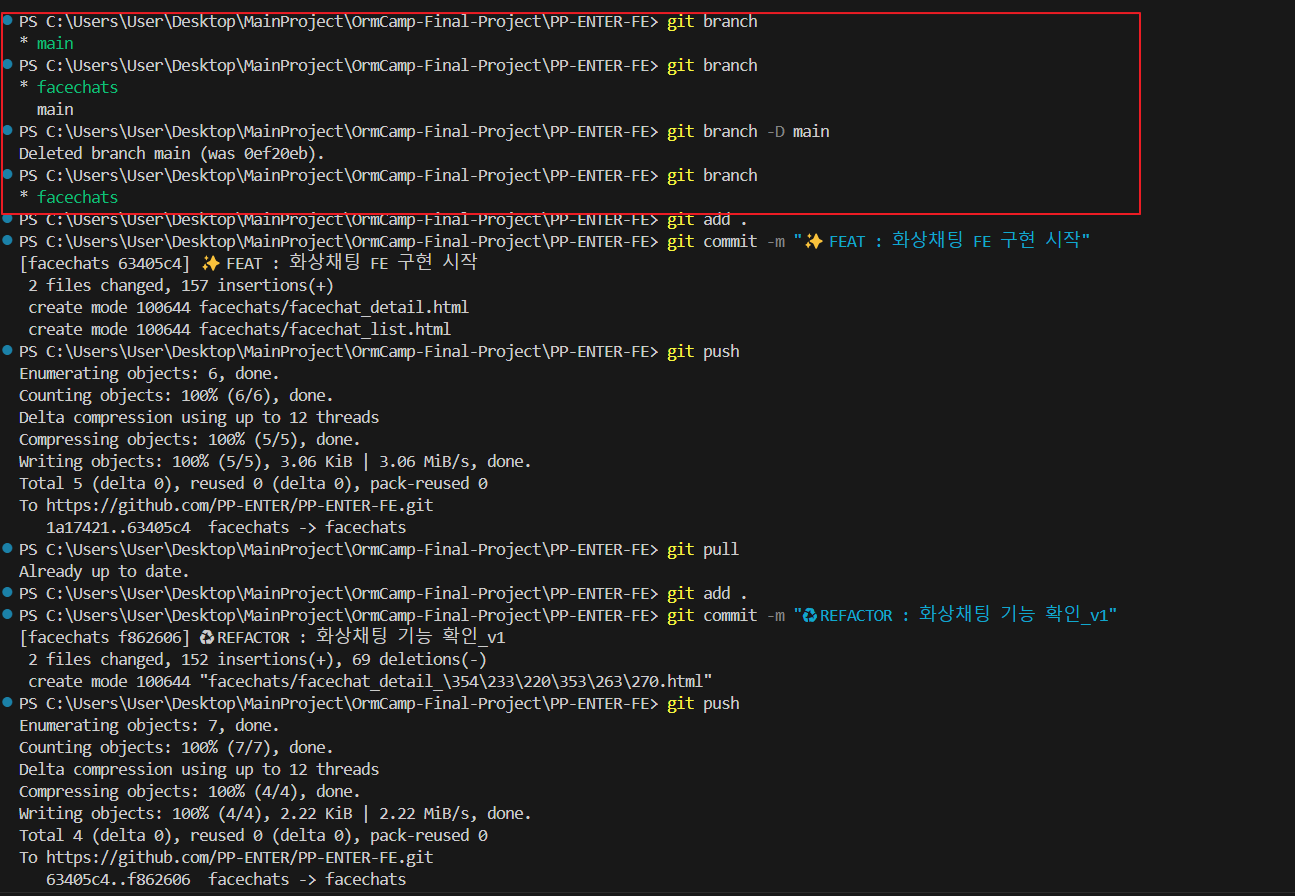 PS C:\Users\User\Desktop\MainProject\OrmCamp-Final-Project\PP-ENTER-FE> git branch
* main
PS C:\Users\User\Desktop\MainProject\OrmCamp-Final-Project\PP-ENTER-FE> git branch
* facechats
  main
PS C:\Users\User\Desktop\MainProject\OrmCamp-Final-Project\PP-ENTER-FE> git branch -D main
Deleted branch main (was 0ef20eb).
PS C:\Users\User\Desktop\MainProject\OrmCamp-Final-Project\PP-ENTER-FE> git branch
* facechats
PS C:\Users\User\Desktop\MainProject\OrmCamp-Final-Project\PP-ENTER-FE> git add .
PS C:\Users\User\Desktop\MainProject\OrmCamp-Final-Project\PP-ENTER-FE> git commit -m "✨ FEAT : 화상채팅 FE 구현 시작"
[facechats 63405c4] ✨ FEAT : 화상채팅 FE 구현 시작
 2 files changed, 157 insertions(+)
 create mode 100644 facechats/facechat_detail.html
 create mode 100644 facechats/facechat_list.html
PS C:\Users\User\Desktop\MainProject\OrmCamp-Final-Project\PP-ENTER-FE> git push
Enumerating objects: 6, done.
Counting objects: 100% (6/6), done.
Delta compression using up to 12 threads
Compressing objects: 100% (5/5), done.
Writing objects: 100% (5/5), 3.06 KiB | 3.06 MiB/s, done.
Total 5 (delta 0), reused 0 (delta 0), pack-reused 0
To https://github.com/PP-ENTER/PP-ENTER-FE.git
   1a17421..63405c4  facechats -> facechats
PS C:\Users\User\Desktop\MainProject\OrmCamp-Final-Project\PP-ENTER-FE> git pull
Already up to date.
PS C:\Users\User\Desktop\MainProject\OrmCamp-Final-Project\PP-ENTER-FE> git add .
PS C:\Users\User\Desktop\MainProject\OrmCamp-Final-Project\PP-ENTER-FE> git commit -m "♻REFACTOR : 화상채팅 기능 확인_v1"
[facechats f862606] ♻REFACTOR : 화상채팅 기능 확인_v1
 2 files changed, 152 insertions(+), 69 deletions(-)
 create mode 100644 "facechats/facechat_detail_\354\233\220\353\263\270.html"
PS C:\Users\User\Desktop\MainProject\OrmCamp-Final-Project\PP-ENTER-FE> git push
Enumerating objects: 7, done.
Counting objects: 100% (7/7), done.
Delta compression using up to 12 threads
Compressing objects: 100% (4/4), done.
Writing objects: 100% (4/4), 2.22 KiB | 2.22 MiB/s, done.
Total 4 (delta 0), reused 0 (delta 0), pack-reused 0
To https://github.com/PP-ENTER/PP-ENTER-FE.git
   63405c4..f862606  facechats -> facechats